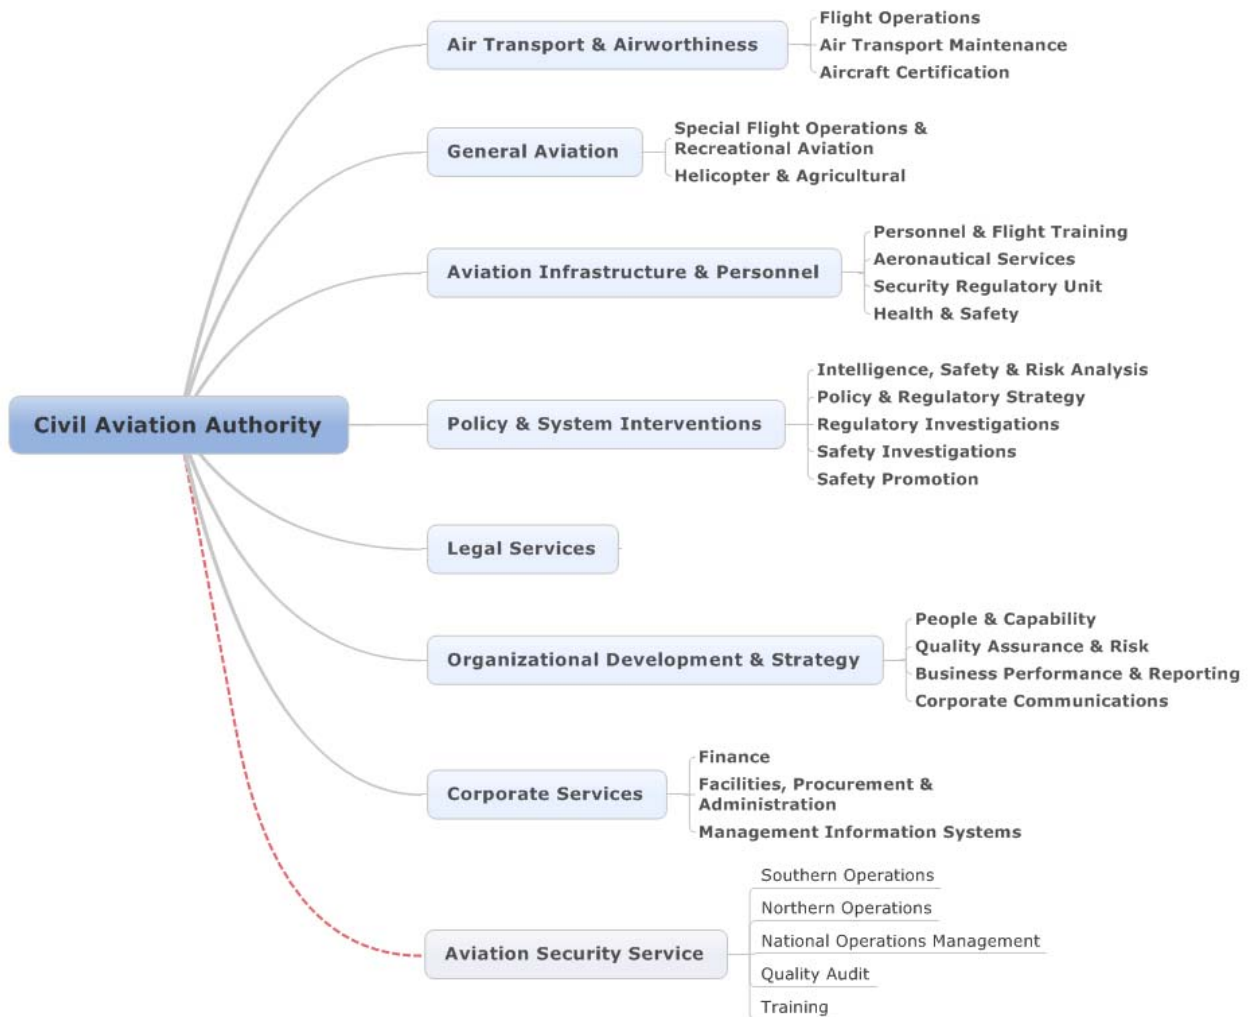 Air Transport & Airworthiness
Flight Operations
Air Transport Maintenance
Aircraft Certification
General Aviation
Special Flight Operations &
Recreational Aviation
Helicopter & Agricultural
Aviation Infrastructure & Personnel
Personnel & Flight Training
Aeronautical Services
Security Regulatory Unit
Health & Safety
Civil Aviation Authority
Policy & System Interventions
Intelligence, Safety & Risk Analysis
Policy & Regulatory Strategy
Regulatory Investigations
Safety Investigations
Safety Promotion
Legal Services
Organizational Development & Strategy
People & Capability
Quality Assurance & Risk
Business Performance & Reporting
Corporate Communications
Corporate Services
Finance
Facilities, Procurement &
Administration
Management Information Systems
Aviation Security Service
Southern Operations
Northern Operations
National Operations Management
Quality Audit
Training